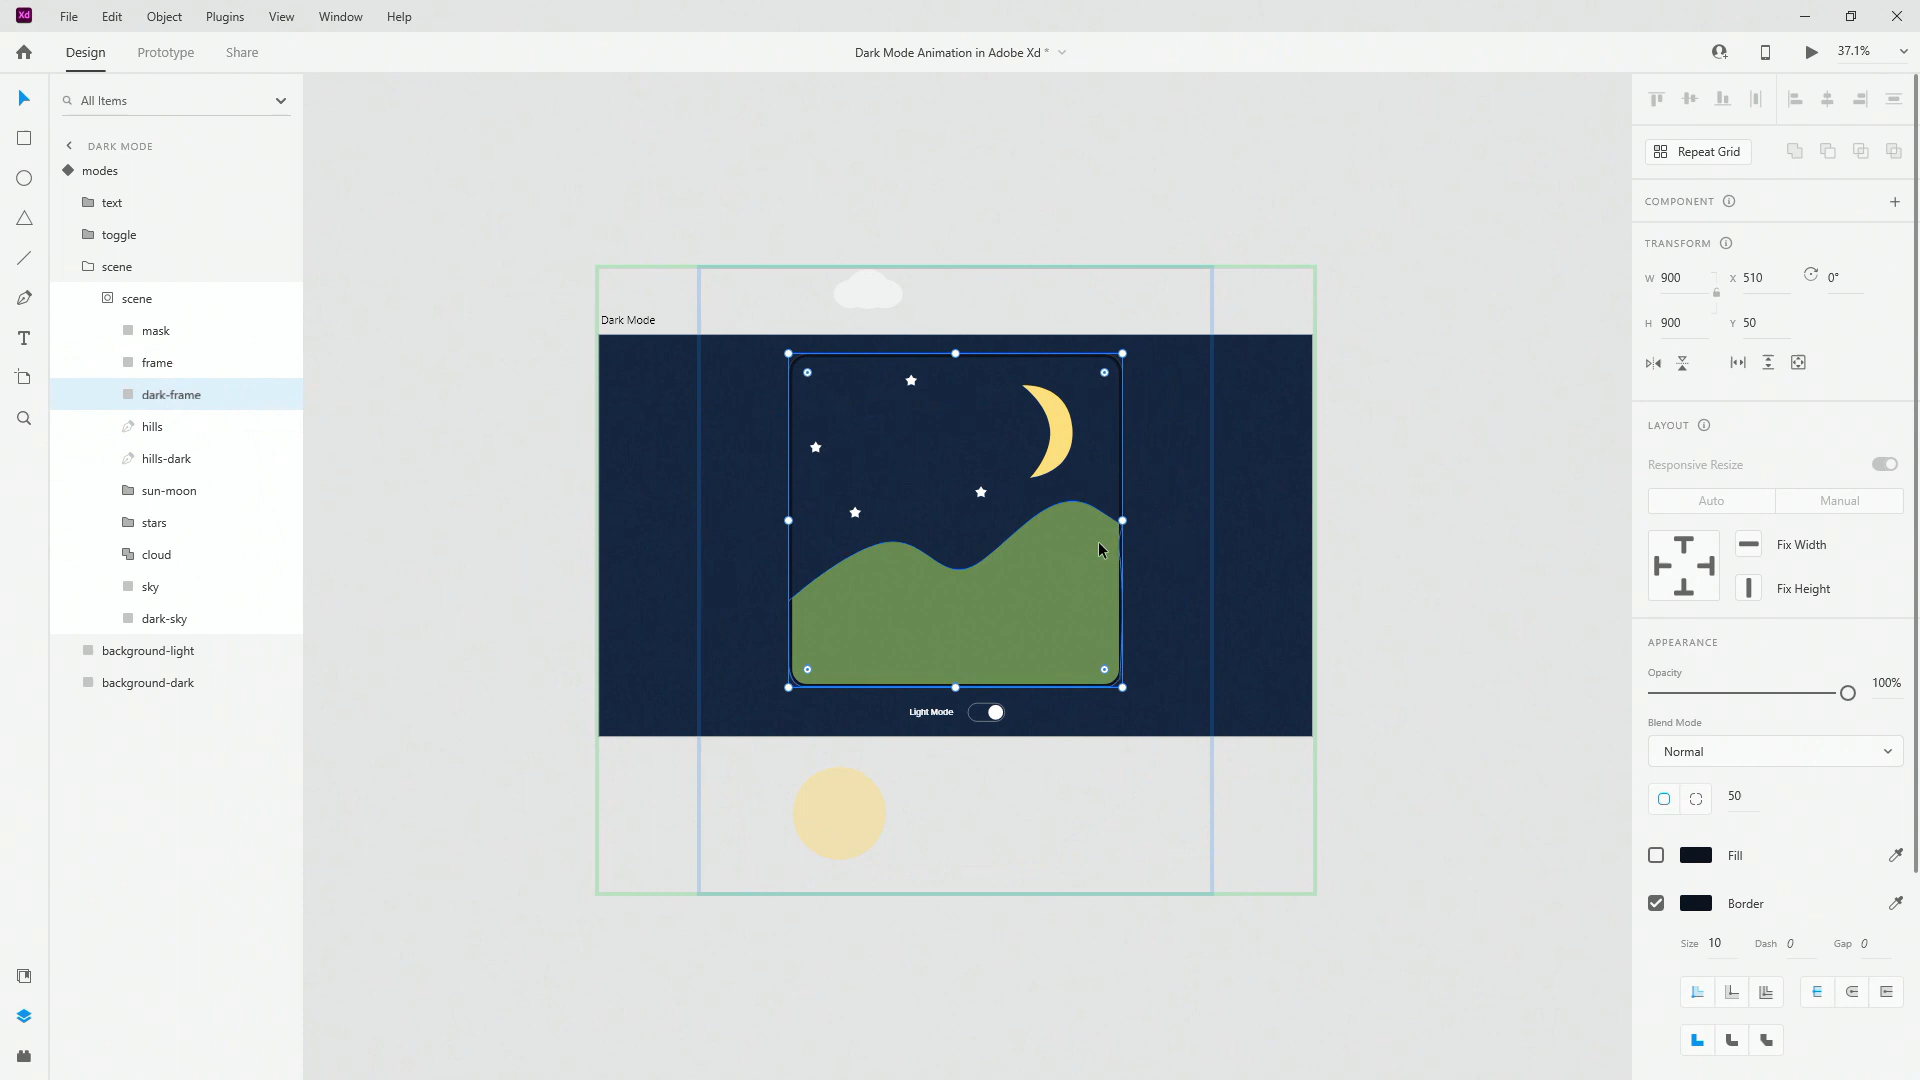 Xd File Edit Object Plugins View Window Help
Design Prototype Share Dark Mode Animation in Adobe Xd * 37.1%
All Items
DARK MODE
modes
text
toggle
scene
scene
mask
frame
dark-frame
hills
hills-dark
sun-moon
stars
cloud
sky
dark-sky
background-light
background-dark
Dark Mode
Light Mode
Repeat Grid
COMPONENT
TRANSFORM
W 900 X 510 0°
H 900 Y 50
LAYOUT
Responsive Resize
Auto Manual
Fix Width
Fix Height
APPEARANCE
Opacity
100%
Blend Mode
Normal
50
Fill
Border
Size 10 Dash 0 Gap 0